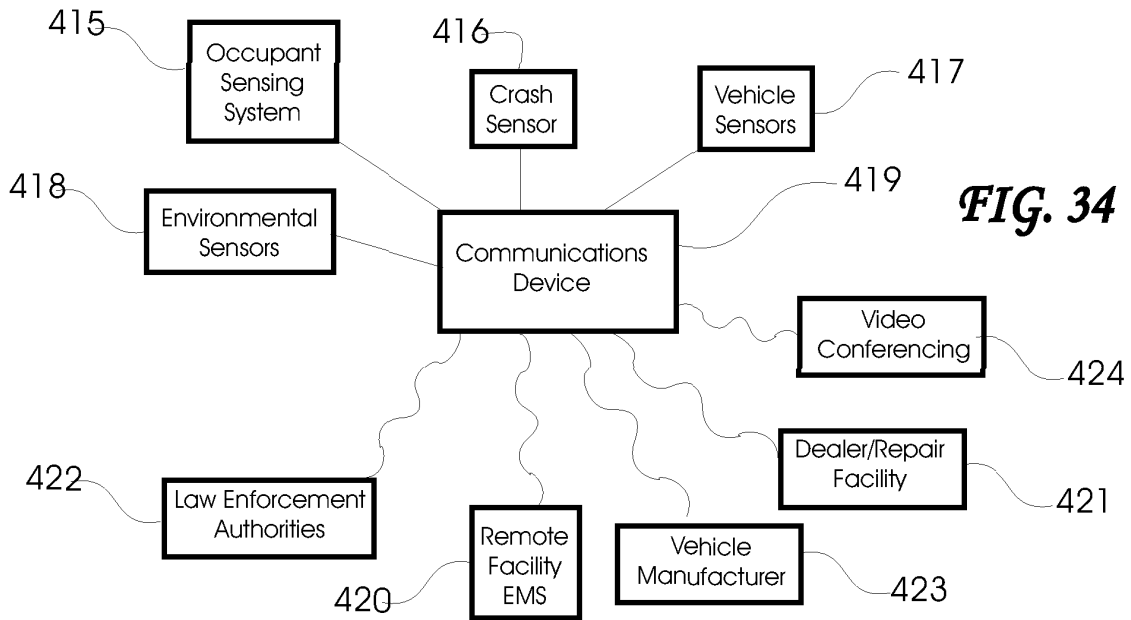 415
Occupant
Sensing
System
416
Crash
Sensor
Vehicle
Sensors
417
418
Environmental
Sensors
419
Communications
Device
FIG. 34
Video
Conferencing
424
Dealer/Repair
Facility
421
422
Law Enforcement
Authorities
Remote
Facility
EMS
420
Vehicle
Manufacturer
423